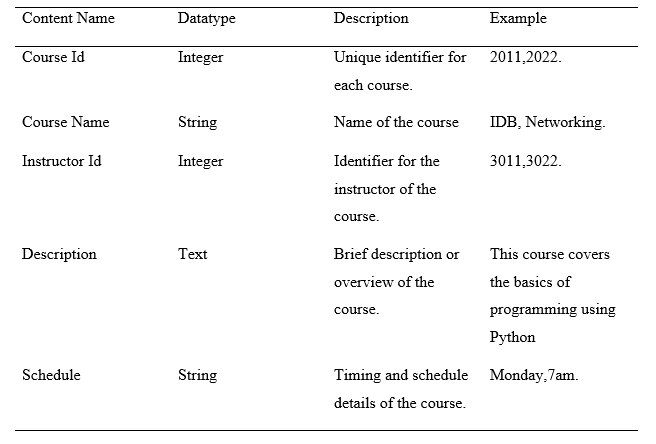 Content Name Datatype Description Example
Course Id Integer Unique identifier for 2011,2022.
each course.
Course Name String Name of the course IDB, Networking.
Instructor Id Integer Identifier for the 3011,3022.
instructor of the
course.
Description Text Brief description or This course covers
overview of the the basics of
course. programming using
Python
Schedule String Timing and schedule Monday,7am.
details of the course.